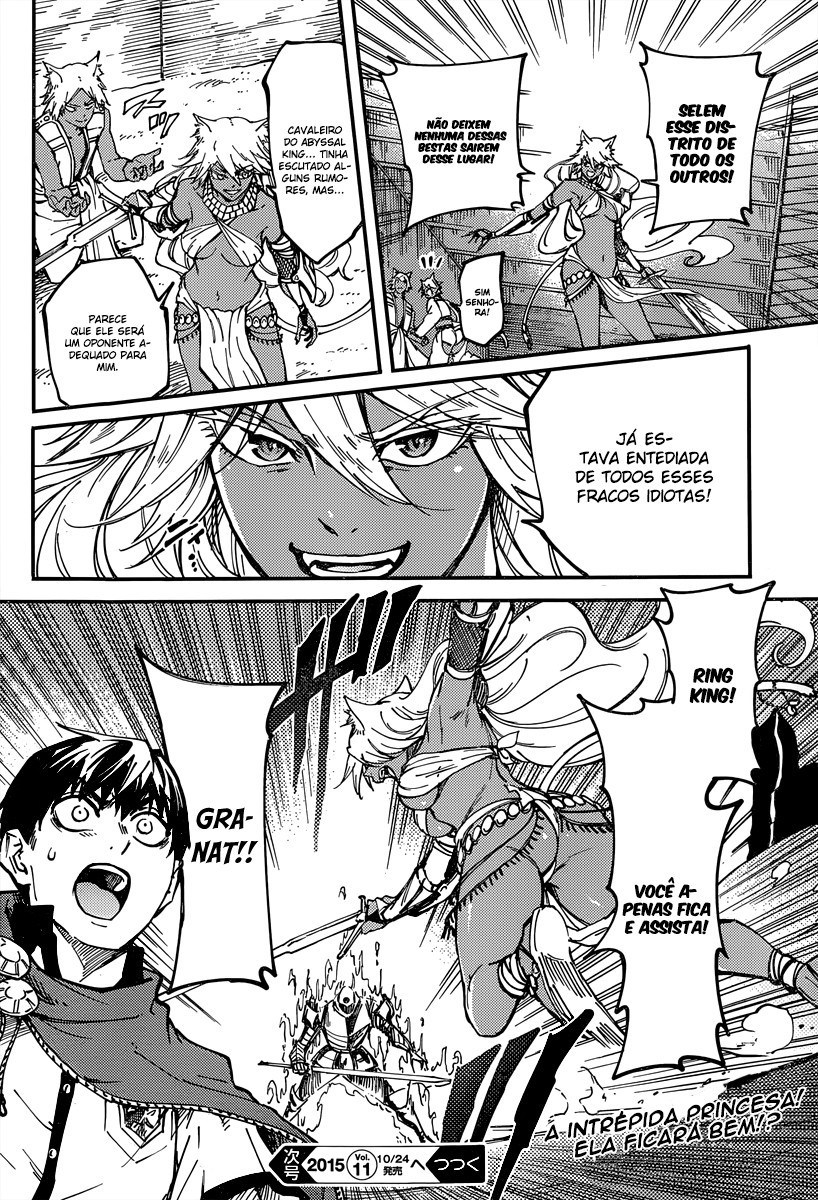 SELEM
ESSE DIS-
TRITO DE
TODO OS
OUTROS!
NÃO DEIXEM
NENHUMA DESSAS
BESTAS SAIREM
DESSE LUGAR!
SIM
SENHO-
RA!
CAVALEIRO
DO ABYSSAL
KING... TINHA
ESCUTADO AL-
GUNS RUMO-
RES, MAS...
PARECE
QUE ELE SERÁ
UM OPONENTE A-
DEQUADO PARA
MIM.
JÁ ES-
TAVA ENTEDIADA
DE TODOS ESSES
FRACOS IDIOTAS!
RING
KING!
VOCÊ A-
PENAS FICA
E ASSISTA!
GRA-
NAT!!
A INTRÉPIDA PRINCESA!
ELA FICARÁ BEM!?
次号 2015 Vol. 11 10/24 発売 へ つづく